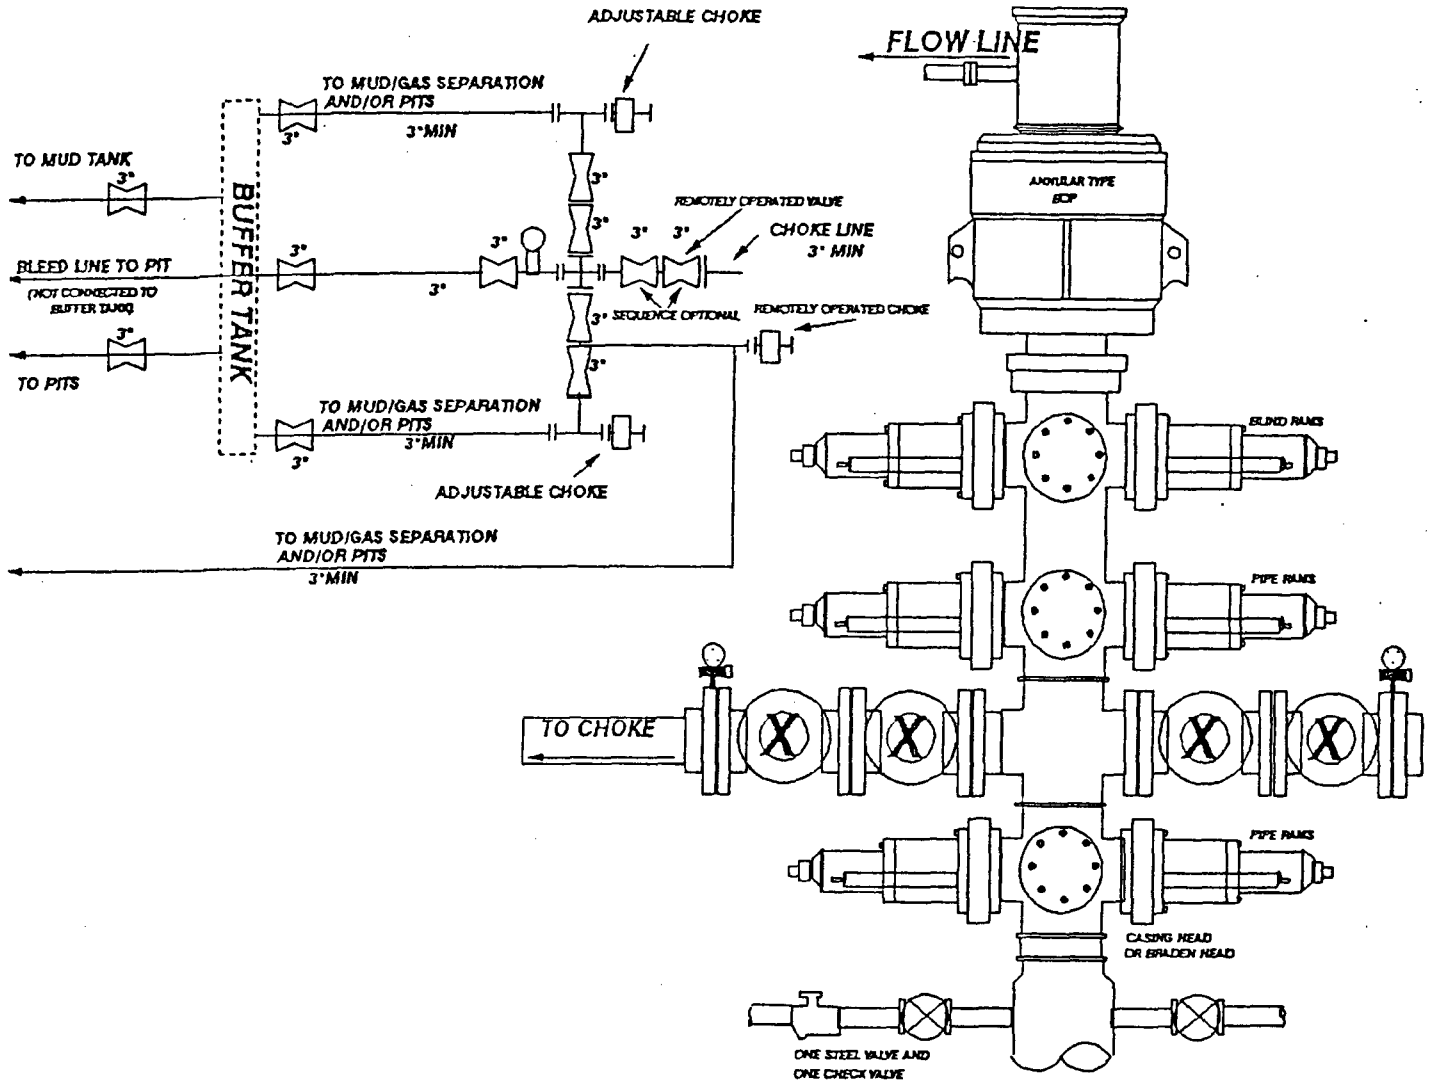 ADJUSTABLE CHOKE
FLOW LINE
TO MUD/GAS SEPARATION
AND/OR PITS
3" MIN
3"
TO MUD TANK
3"
3"
ANNULAR TYPE
BOP
BUFFER TANK
REMOTELY OPERATED VALVE
3"
3"
3"
3"
CHOKE LINE
3" MIN
3"
BLEED LINE TO PIT
(NOT CONNECTED TO
BUFFER TANK)
3"
3"
SEQUENCE OPTIONAL
REMOTELY OPERATED CHOKE
3"
3"
TO PITS
TO MUD/GAS SEPARATION
AND/OR PITS
3" MIN
3"
BLIND RAMS
ADJUSTABLE CHOKE
TO MUD/GAS SEPARATION
AND/OR PITS
3" MIN
PIPE RAMS
TO CHOKE
X
X
X
X
PIPE RAMS
CASING HEAD
OR BRADEN HEAD
ONE STEEL VALVE AND
ONE CHECK VALVE